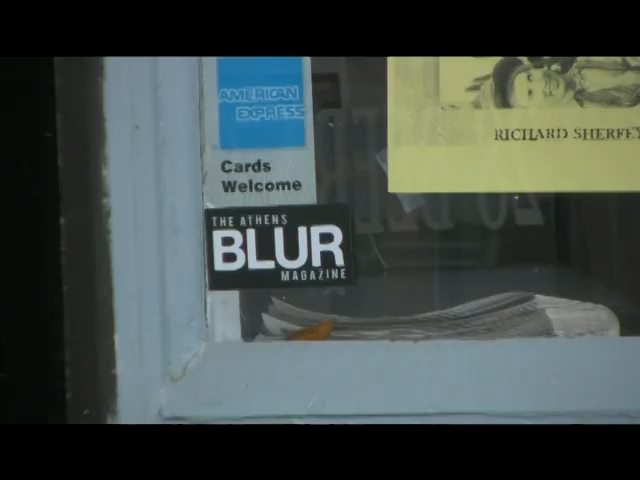 AMERICAN
EXPRESS
Cards
Welcome
THE ATHENS
BLUR
MAGAZINE
RICHARD SHERFEY